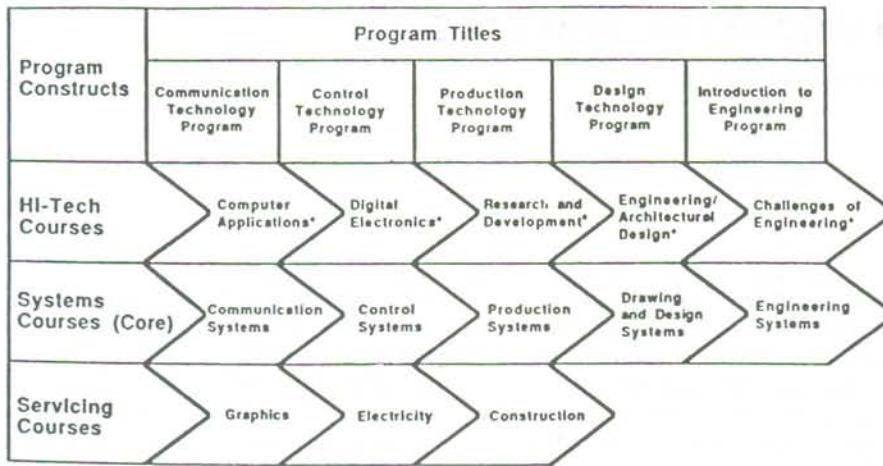 Program Titles
Program
Constructs
Communication
Technology
Program
Control
Technology
Program
Production
Technology
Program
Design
Technology
Program
Introduction to
Engineering
Program
HI-Tech
Courses
Computer
Applications*
Digital
Electronics*
Research and
Development*
Engineering/
Architectural
Design*
Challenges of
Engineering*
Systems
Courses (Core)
Communication
Systems
Control
Systems
Production
Systems
Drawing
and Design
Systems
Engineering
Systems
Servicing
Courses
Graphics
Electricity
Construction